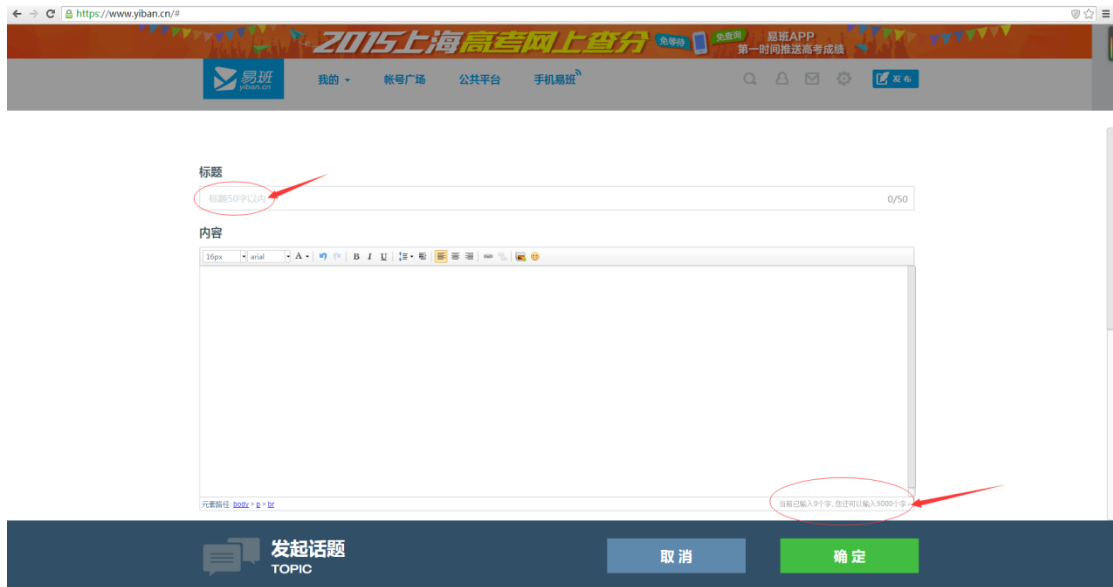 https://www.yiban.cn/#
2015上海高考网上查分 免等待 免查询 易班APP
第一时间推送高考成绩
易班 我的 帐号广场 公共平台 手机易班 发布
yiban.cn
标题
标题50字以内 0/50
内容
16px arial A B I U
元素路径: body > p > br 当前已输入0个字,您还可以输入5000个字。
发起话题 取消 确定
TOPIC